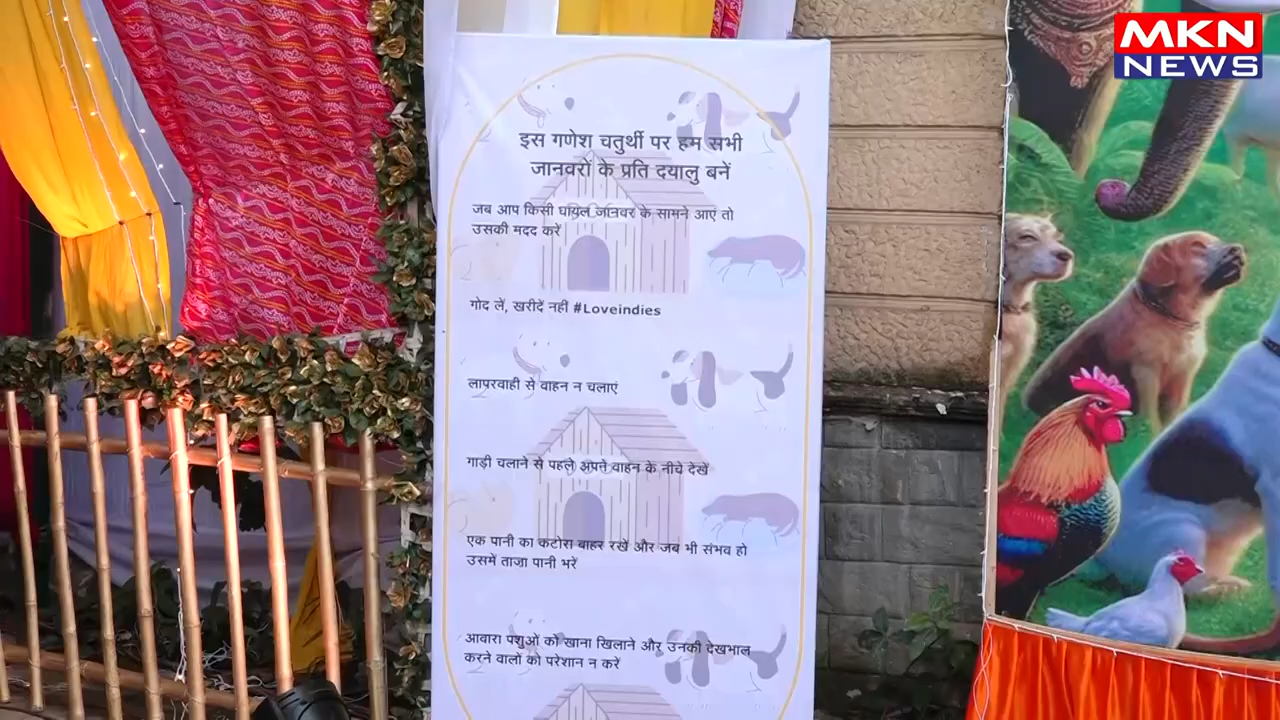 MKN
NEWS
इस गणेश चतुर्थी पर हम सभी
जानवरों के प्रति दयालु बनें
जब आप किसी घायल जानवर के सामने आएं तो
उसकी मदद करें
गोद लें, खरीदें नहीं #Loveindies
लापरवाही से वाहन न चलाएं
गाड़ी चलाने से पहले अपने वाहन के नीचे देखें
एक पानी का कटोरा बाहर रखें और जब भी संभव हो
उसमें ताजा पानी भरें
आवारा पशुओं को खाना खिलाने और उनकी देखभाल
करने वालों को परेशान न करें